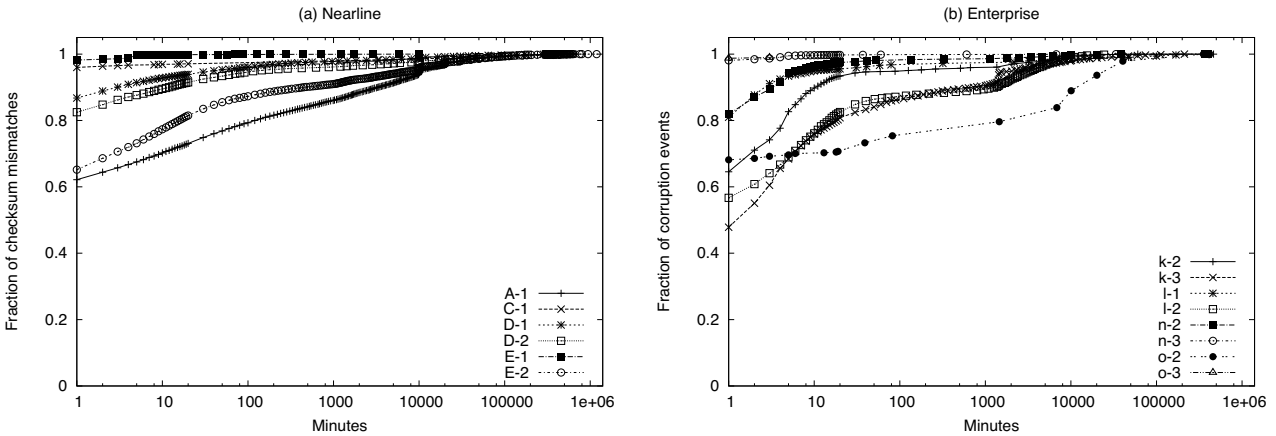 (a) Nearline
Fraction of checksum mismatches
1
0.8
0.6
0.4
0.2
0
A-1
C-1
D-1
D-2
E-1
E-2
1 10 100 1000 10000 100000 1e+06
Minutes
(b) Enterprise
Fraction of corruption events
1
0.8
0.6
0.4
0.2
0
k-2
k-3
l-1
l-2
n-2
n-3
o-2
o-3
1 10 100 1000 10000 100000 1e+06
Minutes